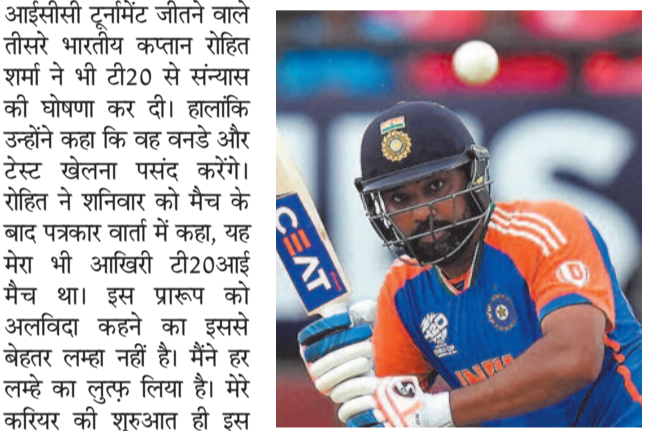 आईसीसी टूर्नामेंट जीतने वाले
तीसरे भारतीय कप्तान रोहित
शर्मा ने भी टी20 से संन्यास
की घोषणा कर दी। हालांकि
उन्होंने कहा कि वह वनडे और
टेस्ट खेलना पसंद करेंगे।
रोहित ने शनिवार को मैच के
बाद पत्रकार वार्ता में कहा, यह
मेरा भी आखिरी टी20आई
मैच था। इस प्रारूप को
अलविदा कहने का इससे
बेहतर लम्हा नहीं है। मैंने हर
लम्हे का लुत्फ़ लिया है। मेरे
करियर की शुरुआत ही इस
CEAT
INDIA